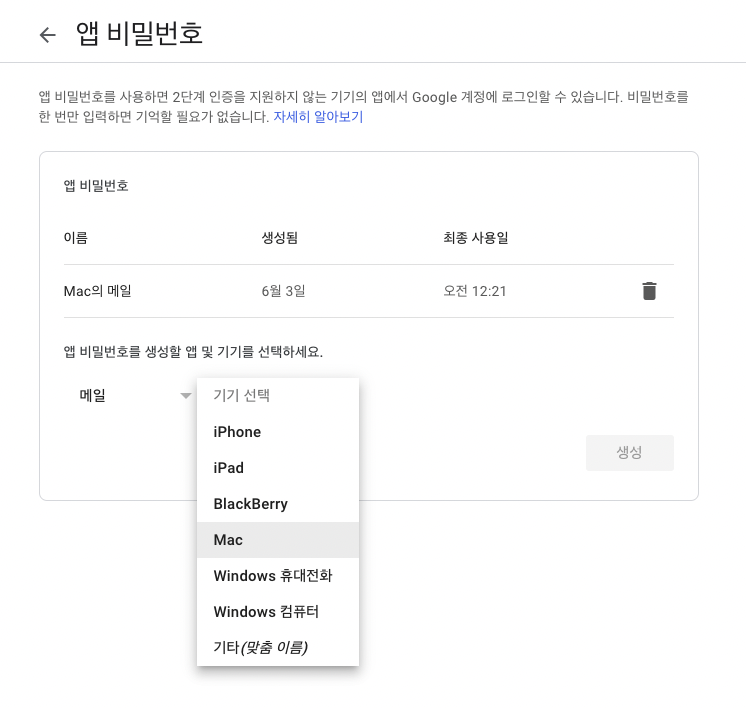 앱 비밀번호
앱 비밀번호를 사용하면 2단계 인증을 지원하지 않는 기기의 앱에서 Google 계정에 로그인할 수 있습니다. 비밀번호를
한 번만 입력하면 기억할 필요가 없습니다. 자세히 알아보기
앱 비밀번호
이름 생성됨 최종 사용일
Mac의 메일 6월 3일 오전 12:21
앱 비밀번호를 생성할 앱 및 기기를 선택하세요.
메일 기기 선택
iPhone
생성
iPad
BlackBerry
Mac
Windows 휴대전화
Windows 컴퓨터
기타(맞춤 이름)